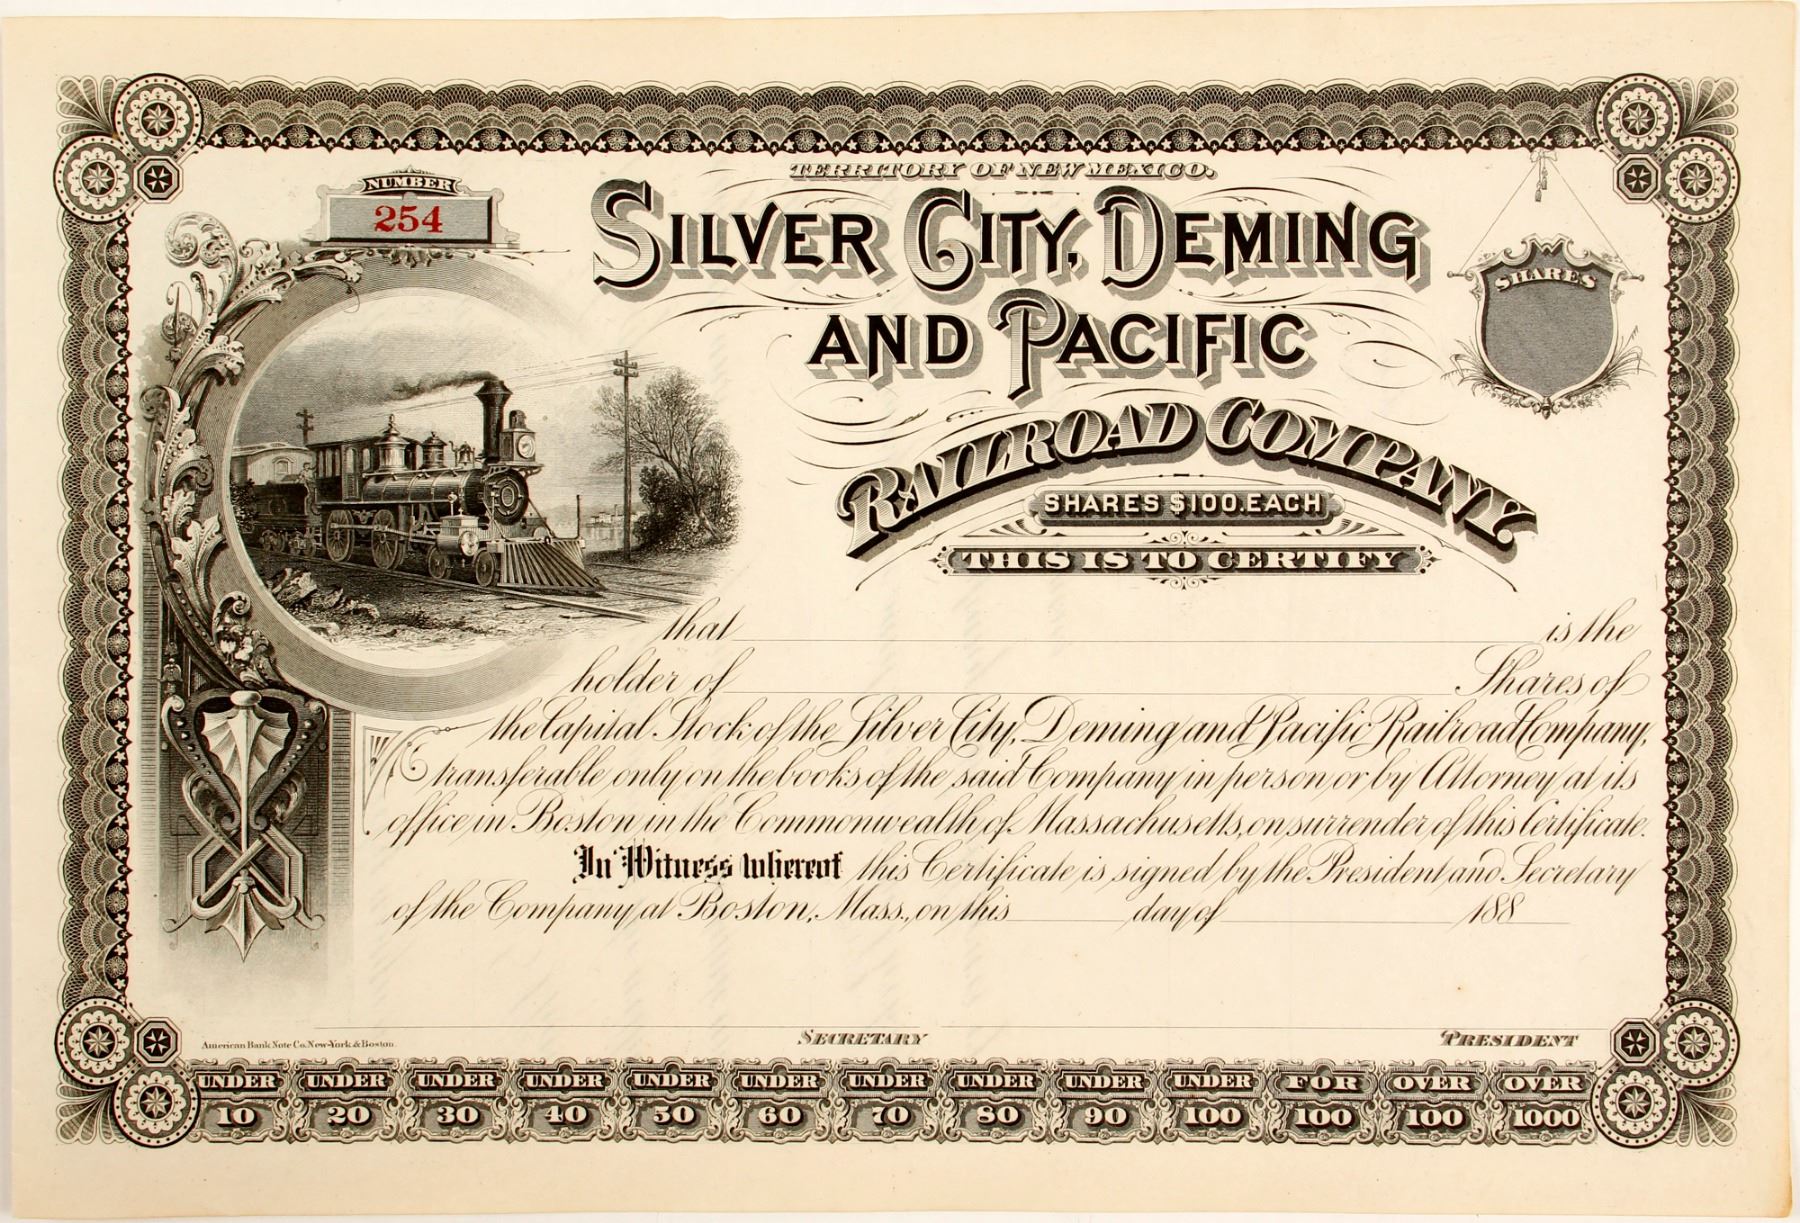 TERRITORY OF NEW MEXICO.
NUMBER
254
SILVER CITY, DEMING
AND PACIFIC
RAILROAD COMPANY.
SHARES
SHARES $100. EACH
THIS IS TO CERTIFY
that is the
holder of Shares of
the Capital Stock of the Silver City, Deming and Pacific Railroad Company,
transferable only on the books of the said Company in person or by Attorney at its
office in Boston in the Commonwealth of Massachusetts, on surrender of this Certificate.
In Witness whereof this Certificate is signed by the President and Secretary
of the Company, at Boston, Mass., on this day of 188
American Bank Note Co. New-York & Boston.
SECRETARY PRESIDENT
UNDER UNDER UNDER UNDER UNDER UNDER UNDER UNDER UNDER UNDER FOR OVER OVER
10 20 30 40 50 60 70 80 90 100 100 100 1000